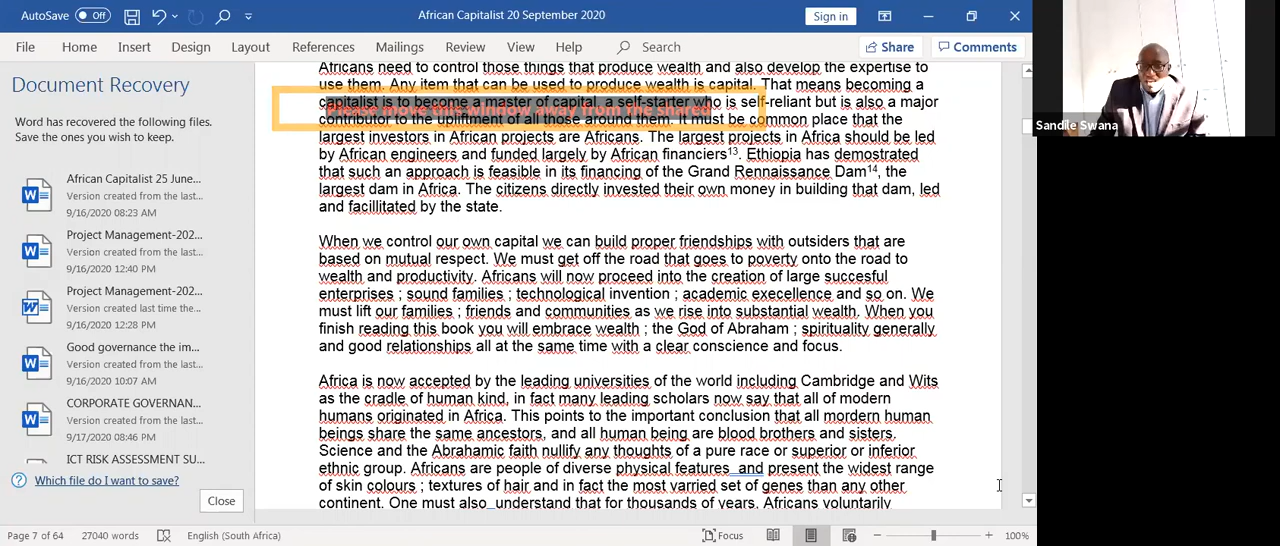 AutoSave Off
African Capitalist 20 September 2020
Sign in
File Home Insert Design Layout References Mailings Review View Help Search
Share Comments
Document Recovery
Word has recovered the following files.
Save the ones you wish to keep.
African Capitalist 25 June...
Version created from the last...
9/16/2020 08:23 AM
Project Management-202...
Version created from the last...
9/16/2020 12:40 PM
Project Management-202...
Version created last time the...
9/16/2020 12:28 PM
Good governance the im...
Version created from the last...
9/16/2020 10:07 AM
CORPORATE GOVERNAN...
Version created from the last...
9/17/2020 08:46 PM
ICT RISK ASSESSMENT SU...
Which file do I want to save?
Close
Africans need to control those things that produce wealth and also develop the expertise to
use them. Any item that can be used to produce wealth is capital. That means becoming a
capitalist is to become a master of capital, a self-starter who is self-reliant but is also a major
Please move this window away from the shared
contributor to the upliftment of all those around them. It must be common place that the
largest investors in African projects are Africans. The largest projects in Africa should be led
by African engineers and funded largely by African financiers13. Ethiopia has demostrated
that such an approach is feasible in its financing of the Grand Rennaissance Dam14, the
largest dam in Africa. The citizens directly invested their own money in building that dam, led
and facillitated by the state.
When we control our own capital we can build proper friendships with outsiders that are
based on mutual respect. We must get off the road that goes to poverty onto the road to
wealth and productivity. Africans will now proceed into the creation of large succesful
enterprises ; sound families ; technological invention ; academic execellence and so on. We
must lift our families ; friends and communities as we rise into substantial wealth. When you
finish reading this book you will embrace wealth ; the God of Abraham ; spirituality generally
and good relationships all at the same time with a clear conscience and focus.
Africa is now accepted by the leading universities of the world including Cambridge and Wits
as the cradle of human kind, in fact many leading scholars now say that all of modern
humans originated in Africa. This points to the important conclusion that all mordern human
beings share the same ancestors, and all human being are blood brothers and sisters.
Science and the Abrahamic faith nullify any thoughts of a pure race or superior or inferior
ethnic group. Africans are people of diverse physical features and present the widest range
of skin colours ; textures of hair and in fact the most varried set of genes than any other
continent. One must also understand that for thousands of years. Africans voluntarily
Sandile Swana
Page 7 of 64 27040 words English (South Africa) Focus 100%